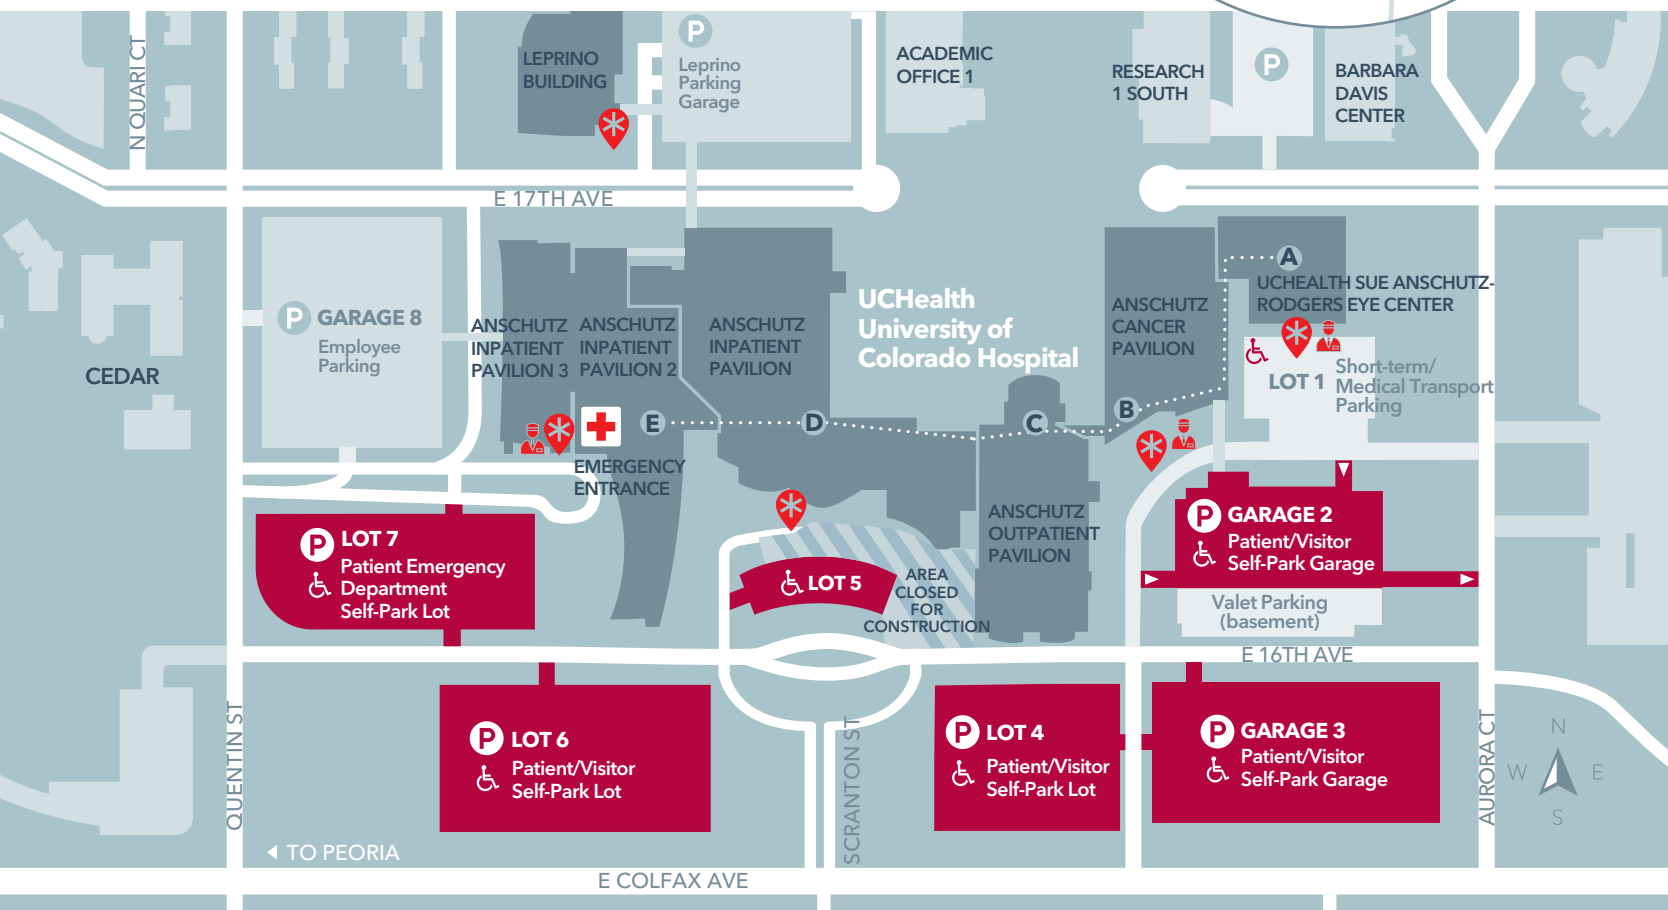 N QUARI CT
LEPRINO
BUILDING
P
Leprino
Parking
Garage
ACADEMIC
OFFICE 1
RESEARCH
1 SOUTH
P
BARBARA
DAVIS
CENTER
E 17TH AVE
CEDAR
P GARAGE 8
Employee
Parking
ANSCHUTZ
INPATIENT
PAVILION 3
ANSCHUTZ
INPATIENT
PAVILION 2
ANSCHUTZ
INPATIENT
PAVILION
UCHealth
University of
Colorado Hospital
ANSCHUTZ
CANCER
PAVILION
A
UCHEALTH SUE ANSCHUTZ-
RODGERS EYE CENTER
LOT 1
Short-term/
Medical Transport
Parking
E
D
C
B
EMERGENCY
ENTRANCE
ANSCHUTZ
OUTPATIENT
PAVILION
P LOT 7
Patient Emergency
Department
Self-Park Lot
LOT 5
AREA
CLOSED
FOR
CONSTRUCTION
P GARAGE 2
Patient/Visitor
Self-Park Garage
Valet Parking
(basement)
E 16TH AVE
QUENTIN ST
P LOT 6
Patient/Visitor
Self-Park Lot
SCRANTON ST
P LOT 4
Patient/Visitor
Self-Park Lot
P GARAGE 3
Patient/Visitor
Self-Park Garage
AURORA CT
N
W E
S
TO PEORIA
E COLFAX AVE